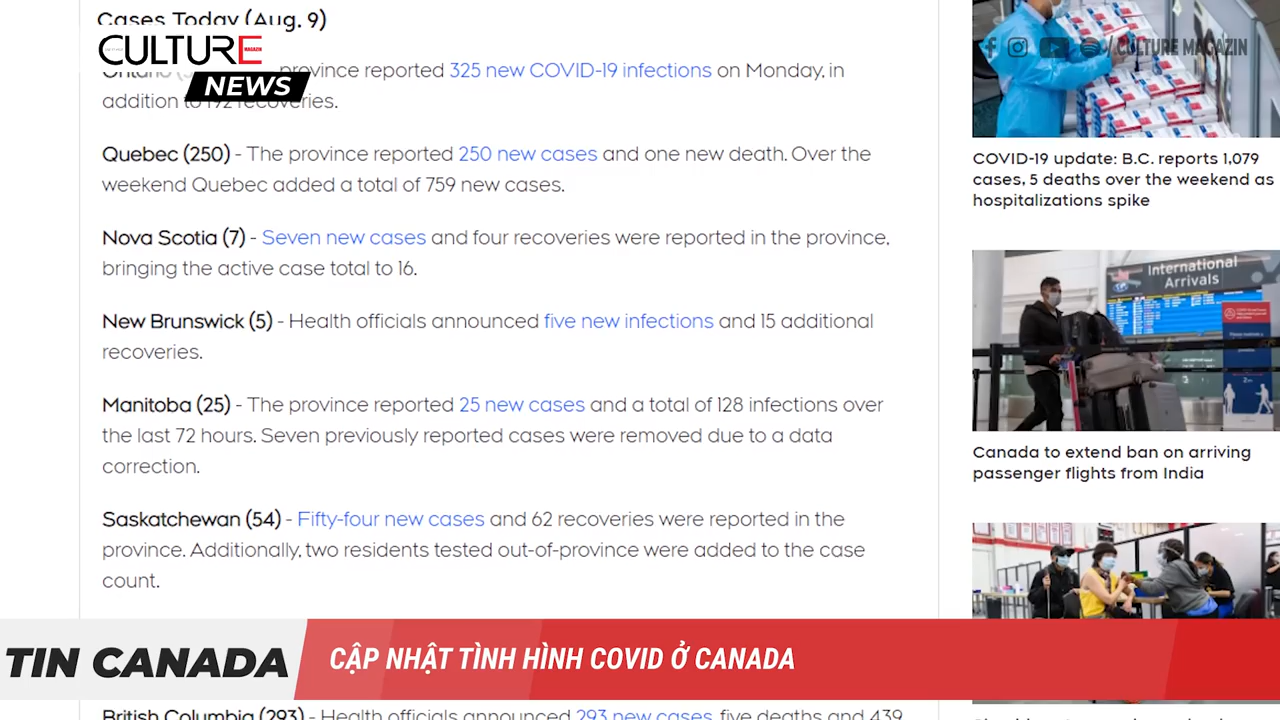 Cases Today (Aug. 9)
CULTURE
MAGAZIN
NEWS
province reported 325 new COVID-19 infections on Monday, in
addition to 192 recoveries.
Quebec (250) - The province reported 250 new cases and one new death. Over the
weekend Quebec added a total of 759 new cases.
Nova Scotia (7) - Seven new cases and four recoveries were reported in the province,
bringing the active case total to 16.
New Brunswick (5) - Health officials announced five new infections and 15 additional
recoveries.
Manitoba (25) - The province reported 25 new cases and a total of 128 infections over
the last 72 hours. Seven previously reported cases were removed due to a data
correction.
Saskatchewan (54) - Fifty-four new cases and 62 recoveries were reported in the
province. Additionally, two residents tested out-of-province were added to the case
count.
British Columbia (293) - Health officials announced 293 new cases, five deaths and 439
/ CULTURE MAGAZIN
COVID-19 update: B.C. reports 1,079
cases, 5 deaths over the weekend as
hospitalizations spike
International
Arrivals
Canada to extend ban on arriving
passenger flights from India
TIN CANADA
CẬP NHẬT TÌNH HÌNH COVID Ở CANADA